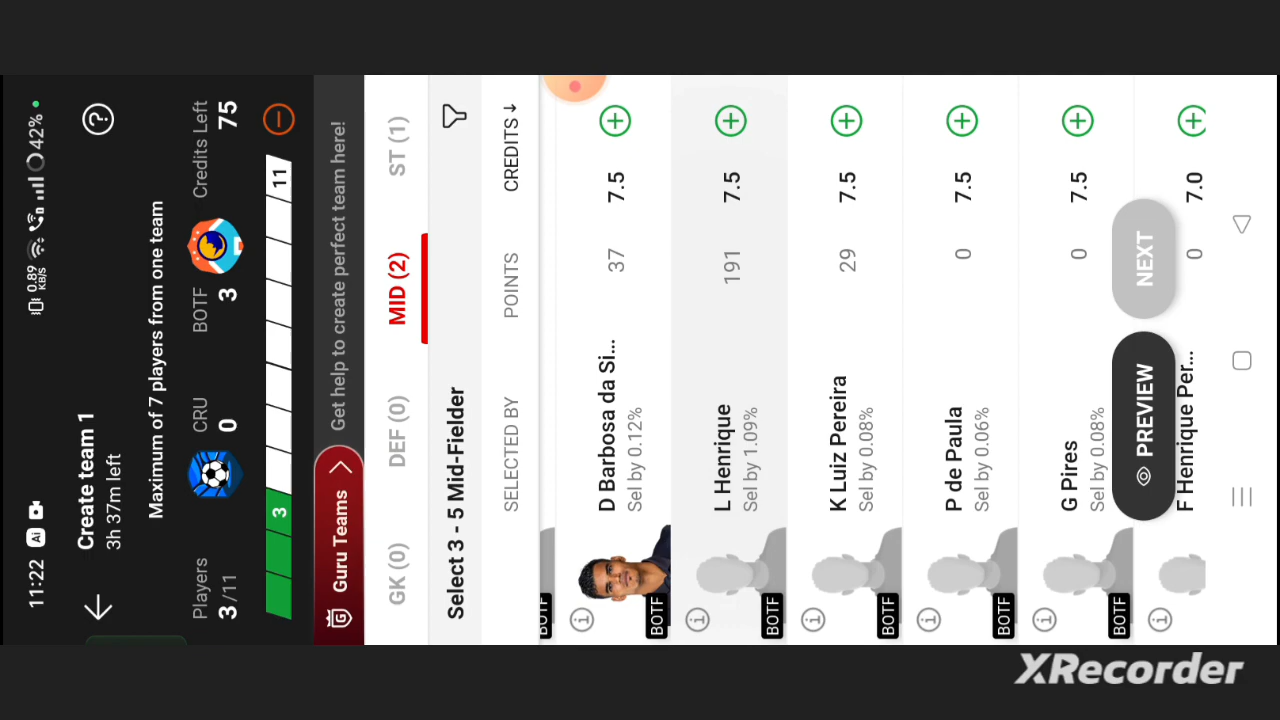 11:22 Ai 0.89 KB/S 42%
Create team 1
3h 37m left
Maximum of 7 players from one team
Players CRU BOTF Credits Left
3 /11 0 3 75
3 11
Guru Teams Get help to create perfect team here!
GK (0) DEF (0) MID (2) ST (1)
Select 3 - 5 Mid-Fielder
SELECTED BY POINTS CREDITS ↓
BOTF
D Barbosa da Si... 37 7.5
Sel by 0.12%
BOTF
L Henrique 191 7.5
Sel by 1.09%
BOTF
K Luiz Pereira 29 7.5
Sel by 0.08%
BOTF
P de Paula 0 7.5
Sel by 0.06%
BOTF
G Pires 0 7.5
Sel by 0.08%
BOTF
PREVIEW NEXT
F Henrique Per... 0 7.0
XRecorder